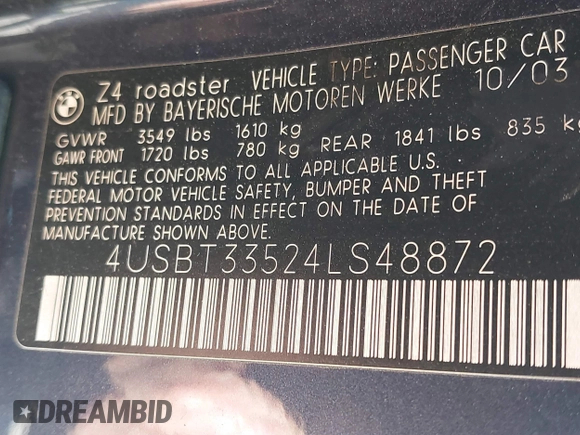 BMW
Z4 roadster VEHICLE TYPE: PASSENGER CAR
MFD BY BAYERISCHE MOTOREN WERKE 10/03
GVWR 3549 lbs 1610 kg
GAWR FRONT 1720 lbs 780 kg REAR 1841 lbs 835 k
THIS VEHICLE CONFORMS TO ALL APPLICABLE U.S.
FEDERAL MOTOR VEHICLE SAFETY, BUMPER AND THEFT
PREVENTION STANDARDS IN EFFECT ON THE DATE OF
MANUFACTURE SHOWN ABOVE.
4USBT33524LS48872
DREAMBID